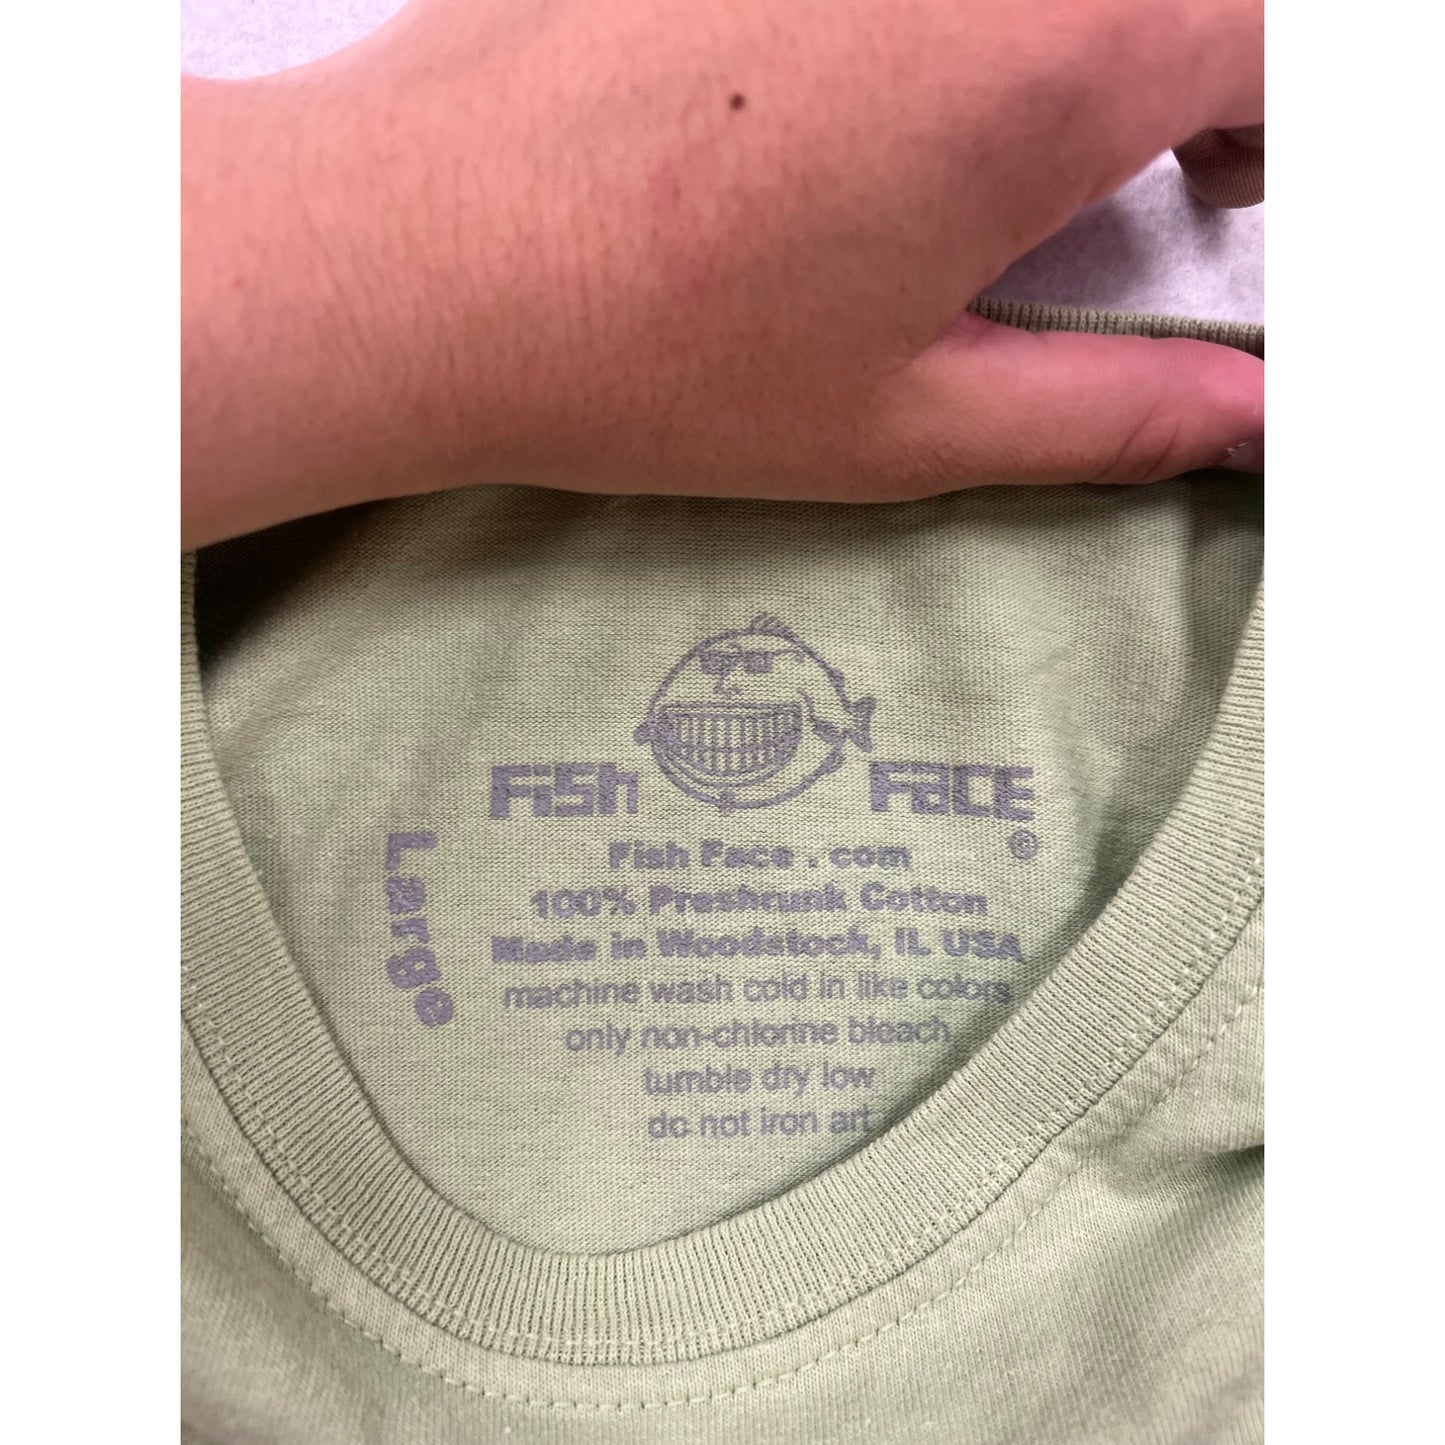 Fish Face ®
Fish Face . com
100% Preshrunk Cotton
Made in Woodstock, IL USA
machine wash cold in like colors
only non-chlorine bleach
tumble dry low
do not iron art
Large